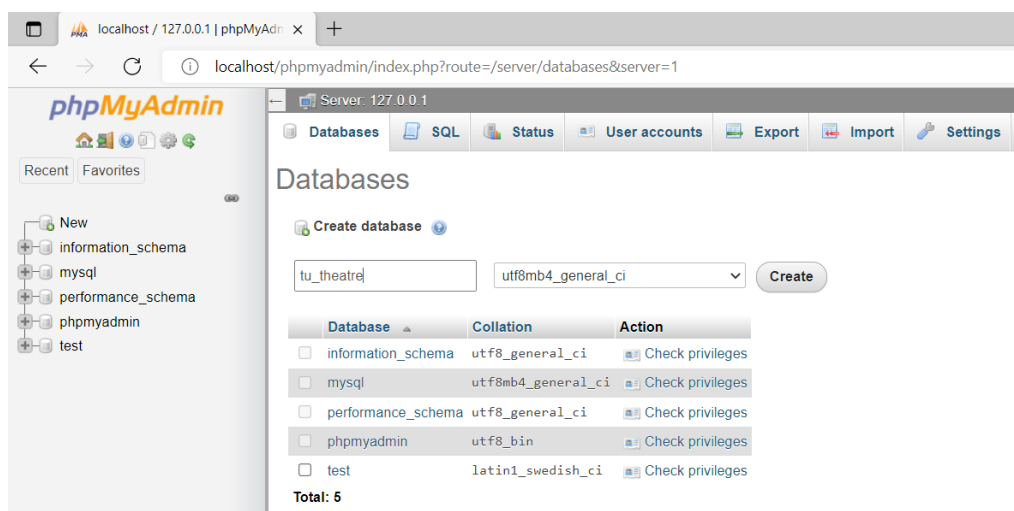 localhost / 127.0.0.1 | phpMyAdn
localhost/phpmyadmin/index.php?route=/server/databases&server=1
phpMyAdmin
Recent Favorites
New
information_schema
mysql
performance_schema
phpmyadmin
test
Server: 127.0.0.1
Databases SQL Status User accounts Export Import Settings
Databases
Create database
tu_theatre utf8mb4_general_ci Create
Database Collation Action
information_schema utf8_general_ci Check privileges
mysql utf8mb4_general_ci Check privileges
performance_schema utf8_general_ci Check privileges
phpmyadmin utf8_bin Check privileges
test latin1_swedish_ci Check privileges
Total: 5